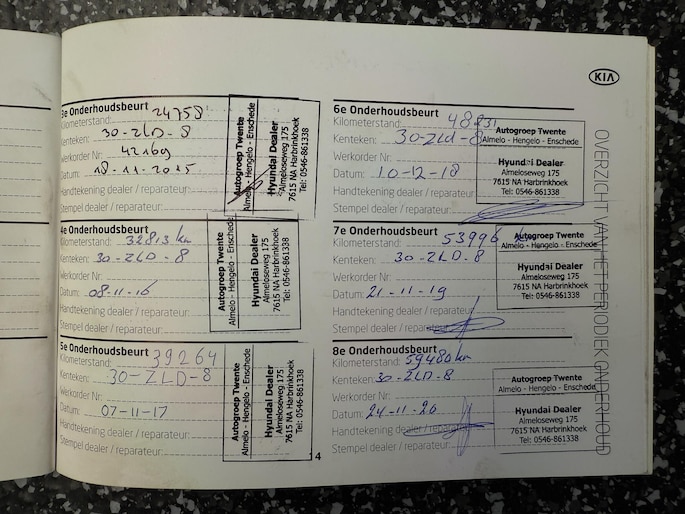 3e Onderhoudsbeurt
Kilometerstand: 24758
Kenteken: 30-ZLD-8
Werkorder Nr: 42169
Datum: 18-11-2015
Handtekening dealer / reparateur:
Stempel dealer / reparateur:
Autogroep Twente
Almelo - Hengelo - Enschede
Hyundai Dealer
Almeloseweg 175
7615 NA Harbrinkhoek
Tel: 0546-861338
4e Onderhoudsbeurt
Kilometerstand: 32813 km
Kenteken: 30-ZLD-8
Werkorder Nr:
Datum: 08-11-16
Handtekening dealer / reparateur:
Stempel dealer / reparateur:
Autogroep Twente
Almelo - Hengelo - Enschede
Hyundai Dealer
Almeloseweg 175
7615 NA Harbrinkhoek
Tel: 0546-861338
5e Onderhoudsbeurt
Kilometerstand: 39264
Kenteken: 30-ZLD-8
Werkorder Nr:
Datum: 07-11-17
Handtekening dealer / reparateur:
Stempel dealer / reparateur:
Autogroep Twente
Almelo - Hengelo - Enschede
Hyundai Dealer
Almeloseweg 175
7615 NA Harbrinkhoek
Tel: 0546-861338
4
KIA
6e Onderhoudsbeurt
Kilometerstand:
Kenteken: 30-ZLD-8
Werkorder Nr:
Datum: 10-12-18
Handtekening dealer / reparateur:
Stempel dealer / reparateur:
Autogroep Twente
Almelo - Hengelo - Enschede
Hyundai Dealer
Almeloseweg 175
7615 NA Harbrinkhoek
Tel: 0546-861338
7e Onderhoudsbeurt
Kilometerstand: 53996 km
Kenteken: 30-ZLD-8
Werkorder Nr:
Datum: 21-11-19
Handtekening dealer / reparateur:
Stempel dealer / reparateur:
Autogroep Twente
Almelo - Hengelo - Enschede
Hyundai Dealer
Almeloseweg 175
7615 NA Harbrinkhoek
Tel: 0546-861338
8e Onderhoudsbeurt
Kilometerstand: 59480 km
Kenteken: 30-ZLD-8
Werkorder Nr:
Datum: 24-11-20
Handtekening dealer / reparateur:
Stempel dealer / reparateur:
Autogroep Twente
Almelo - Hengelo - Enschede
Hyundai Dealer
Almeloseweg 175
7615 NA Harbrinkhoek
Tel: 0546-861338
OVERZICHT VAN HET PERIODIEK ONDERHOUD